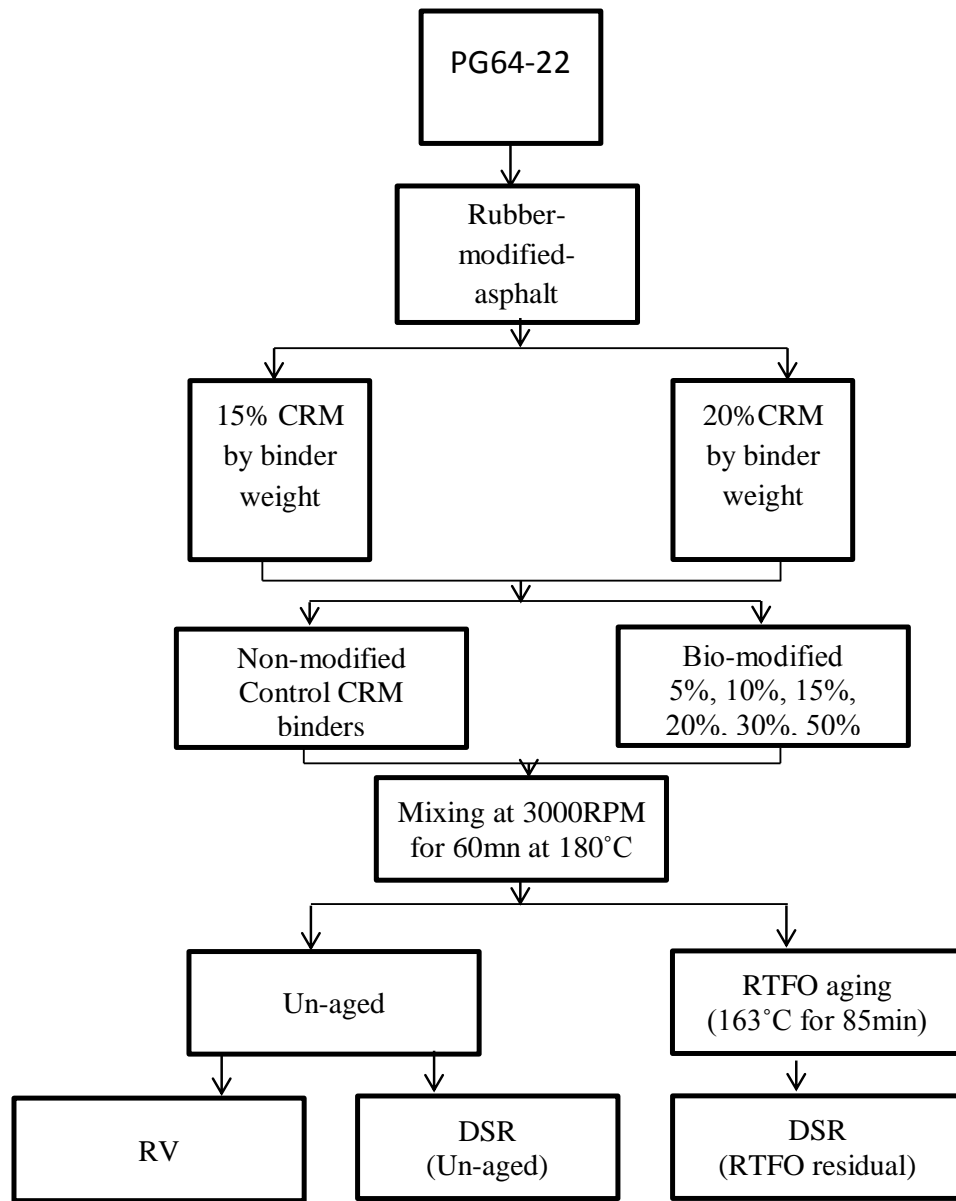 PG64-22
Rubber-
modified-
asphalt
15% CRM
by binder
weight
20%CRM
by binder
weight
Non-modified
Control CRM
binders
Bio-modified
5%, 10%, 15%,
20%, 30%, 50%
Mixing at 3000RPM
for 60mn at 180˚C
Un-aged
RTFO aging
(163˚C for 85min)
RV
DSR
(Un-aged)
DSR
(RTFO residual)